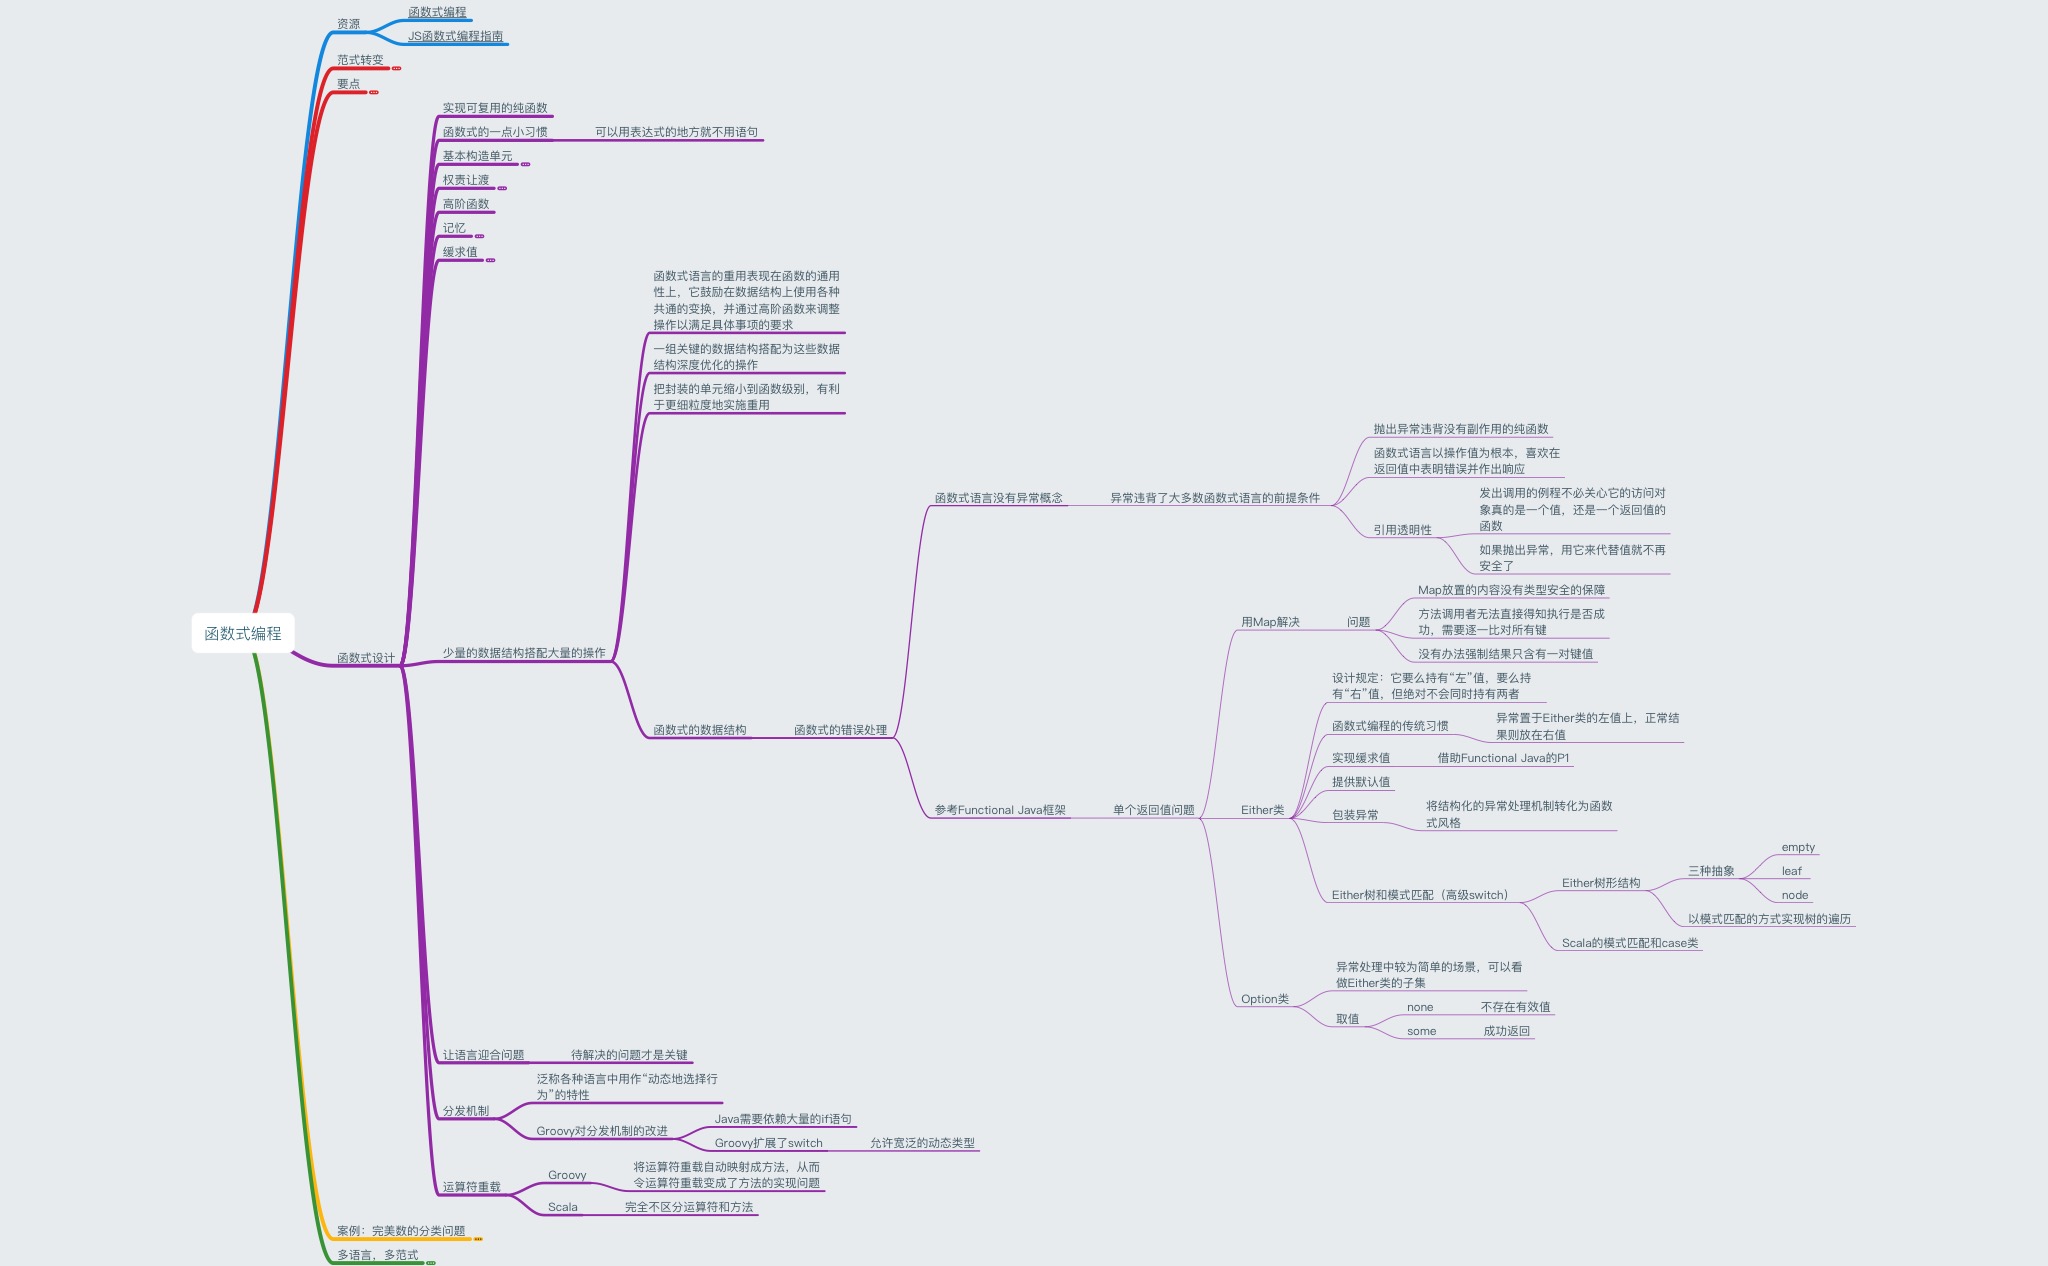 函数式编程
资源
函数式编程
JS函数式编程指南
范式转变
要点
函数式设计
实现可复用的纯函数
函数式的一点小习惯
可以用表达式的地方就不用语句
基本构造单元
权责让渡
高阶函数
记忆
缓求值
少量的数据结构搭配大量的操作
函数式语言的重用表现在函数的通用
性上，它鼓励在数据结构上使用各种
共通的变换，并通过高阶函数来调整
操作以满足具体事项的要求
一组关键的数据结构搭配为这些数据
结构深度优化的操作
把封装的单元缩小到函数级别，有利
于更细粒度地实施重用
函数式的数据结构
函数式的错误处理
函数式语言没有异常概念
异常违背了大多数函数式语言的前提条件
抛出异常违背没有副作用的纯函数
函数式语言以操作值为根本，喜欢在
返回值中表明错误并作出响应
引用透明性
发出调用的例程不必关心它的访问对
象真的是一个值，还是一个返回值的
函数
如果抛出异常，用它来代替值就不再
安全了
参考Functional Java框架
单个返回值问题
用Map解决
问题
Map放置的内容没有类型安全的保障
方法调用者无法直接得知执行是否成
功，需要逐一比对所有键
没有办法强制结果只含有一对键值
Either类
设计规定：它要么持有“左”值，要么持
有“右”值，但绝对不会同时持有两者
函数式编程的传统习惯
异常置于Either类的左值上，正常结
果则放在右值
实现缓求值
借助Functional Java的P1
提供默认值
包装异常
将结构化的异常处理机制转化为函数
式风格
Either树和模式匹配（高级switch）
Either树形结构
三种抽象
empty
leaf
node
以模式匹配的方式实现树的遍历
Scala的模式匹配和case类
Option类
异常处理中较为简单的场景，可以看
做Either类的子集
取值
none
不存在有效值
some
成功返回
让语言迎合问题
待解决的问题才是关键
分发机制
泛称各种语言中用作“动态地选择行
为”的特性
Groovy对分发机制的改进
Java需要依赖大量的if语句
Groovy扩展了switch
允许宽泛的动态类型
运算符重载
Groovy
将运算符重载自动映射成方法，从而
令运算符重载变成了方法的实现问题
Scala
完全不区分运算符和方法
案例：完美数的分类问题
多语言，多范式